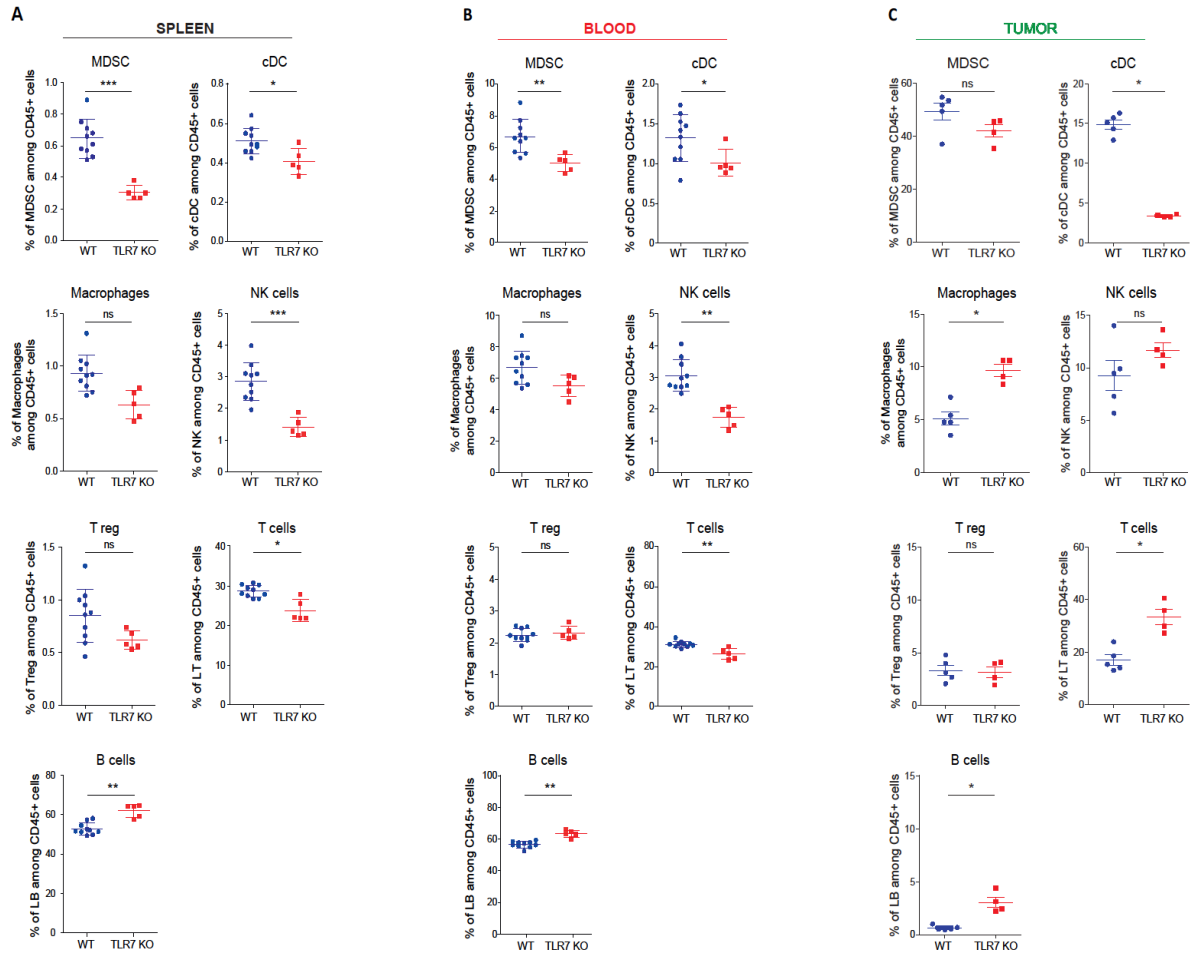 A
SPLEEN
MDSC
***
% of MDSC among CD45+ cells
1.0
0.8
0.6
0.4
0.2
0.0
WT TLR7 KO
cDC
*
% of cDC among CD45+ cells
0.8
0.6
0.4
0.2
0.0
WT TLR7 KO
Macrophages
ns
% of Macrophages
among CD45+ cells
1.5
1.0
0.5
0.0
WT TLR7 KO
NK cells
***
% of NK among CD45+ cells
5
4
3
2
1
0
WT TLR7 KO
T reg
ns
% of Treg among CD45+ cells
1.5
1.0
0.5
0.0
WT TLR7 KO
T cells
*
% of LT among CD45+ cells
40
30
20
10
0
WT TLR7 KO
B cells
**
% of LB among CD45+ cells
80
60
40
20
0
WT TLR7 KO
B
BLOOD
MDSC
**
% of MDSC among CD45+ cells
10
8
6
4
2
0
WT TLR7 KO
cDC
*
% of cDC among CD45+ cells
2.0
1.5
1.0
0.5
0.0
WT TLR7 KO
Macrophages
ns
% of Macrophages
among CD45+ cells
10
8
6
4
2
0
WT TLR7 KO
NK cells
**
% of NK among CD45+ cells
5
4
3
2
1
0
WT TLR7 KO
T reg
ns
% of Treg among CD45+ cells
5
4
3
2
1
0
WT TLR7 KO
T cells
**
% of LT among CD45+ cells
80
60
40
20
0
WT TLR7 KO
B cells
**
% of LB among CD45+ cells
100
80
60
40
20
0
WT TLR7 KO
C
TUMOR
MDSC
ns
% of MDSC among CD45+ cells
60
40
20
0
WT TLR7 KO
cDC
*
% of cDC among CD45+ cells
20
15
10
5
0
WT TLR7 KO
Macrophages
*
% of Macrophages
among CD45+ cells
15
10
5
0
WT TLR7 KO
NK cells
ns
% of NK among CD45+ cells
15
10
5
0
WT TLR7 KO
T reg
ns
% of Treg among CD45+ cells
15
10
5
0
WT TLR7 KO
T cells
*
% of LT among CD45+ cells
60
40
20
0
WT TLR7 KO
B cells
*
% of LB among CD45+ cells
15
10
5
0
WT TLR7 KO